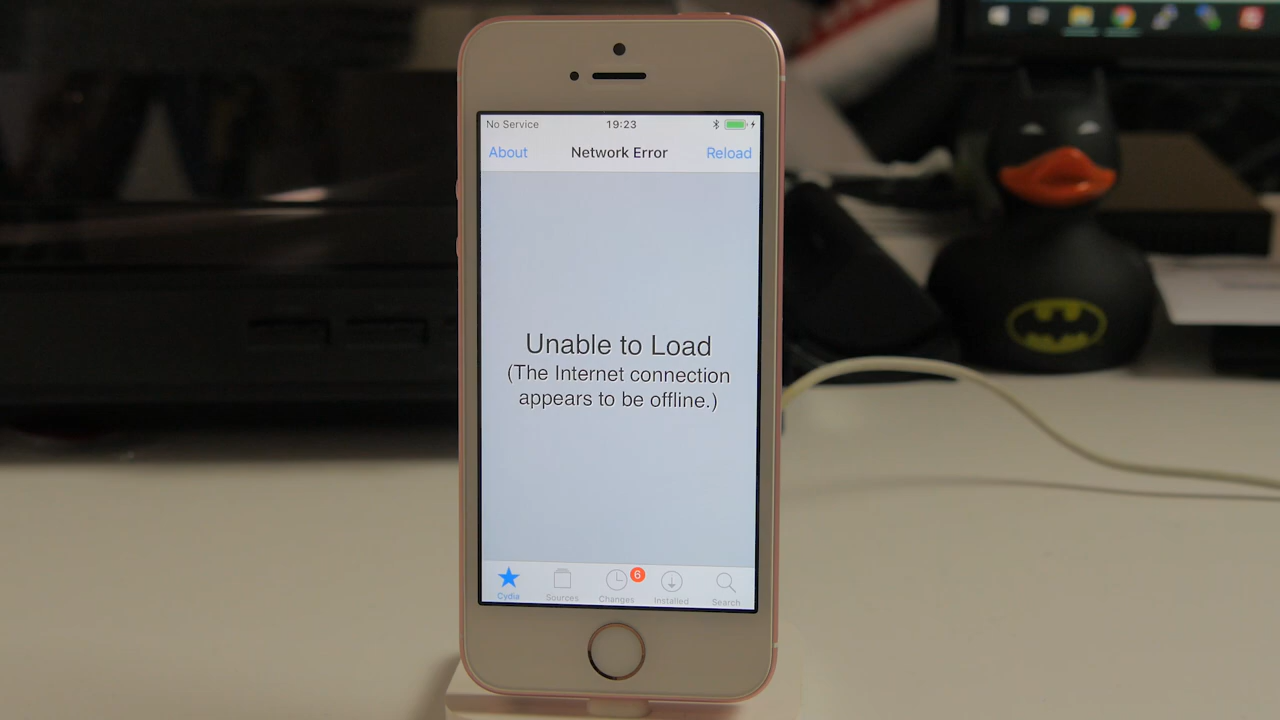 No Service 19:23
About Network Error Reload
Unable to Load
(The Internet connection
appears to be offline.)
6
Cydia Sources Changes Installed Search